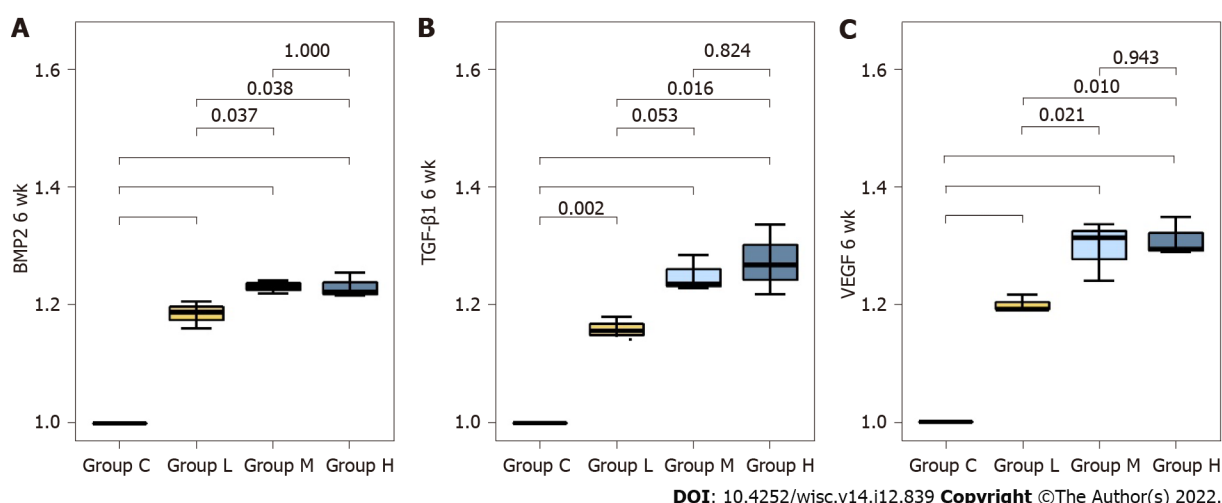 A
B
C
1.000
0.038
0.037
BMP2 6 wk
1.6
1.4
1.2
1.0
Group C Group L Group M Group H
0.824
0.016
0.053
0.002
TGF-β1 6 wk
1.6
1.4
1.2
1.0
Group C Group L Group M Group H
0.943
0.010
0.021
VEGF 6 wk
1.6
1.4
1.2
1.0
Group C Group L Group M Group H
DOI: 10.4252/wjsc.v14.i12.839 Copyright ©The Author(s) 2022.